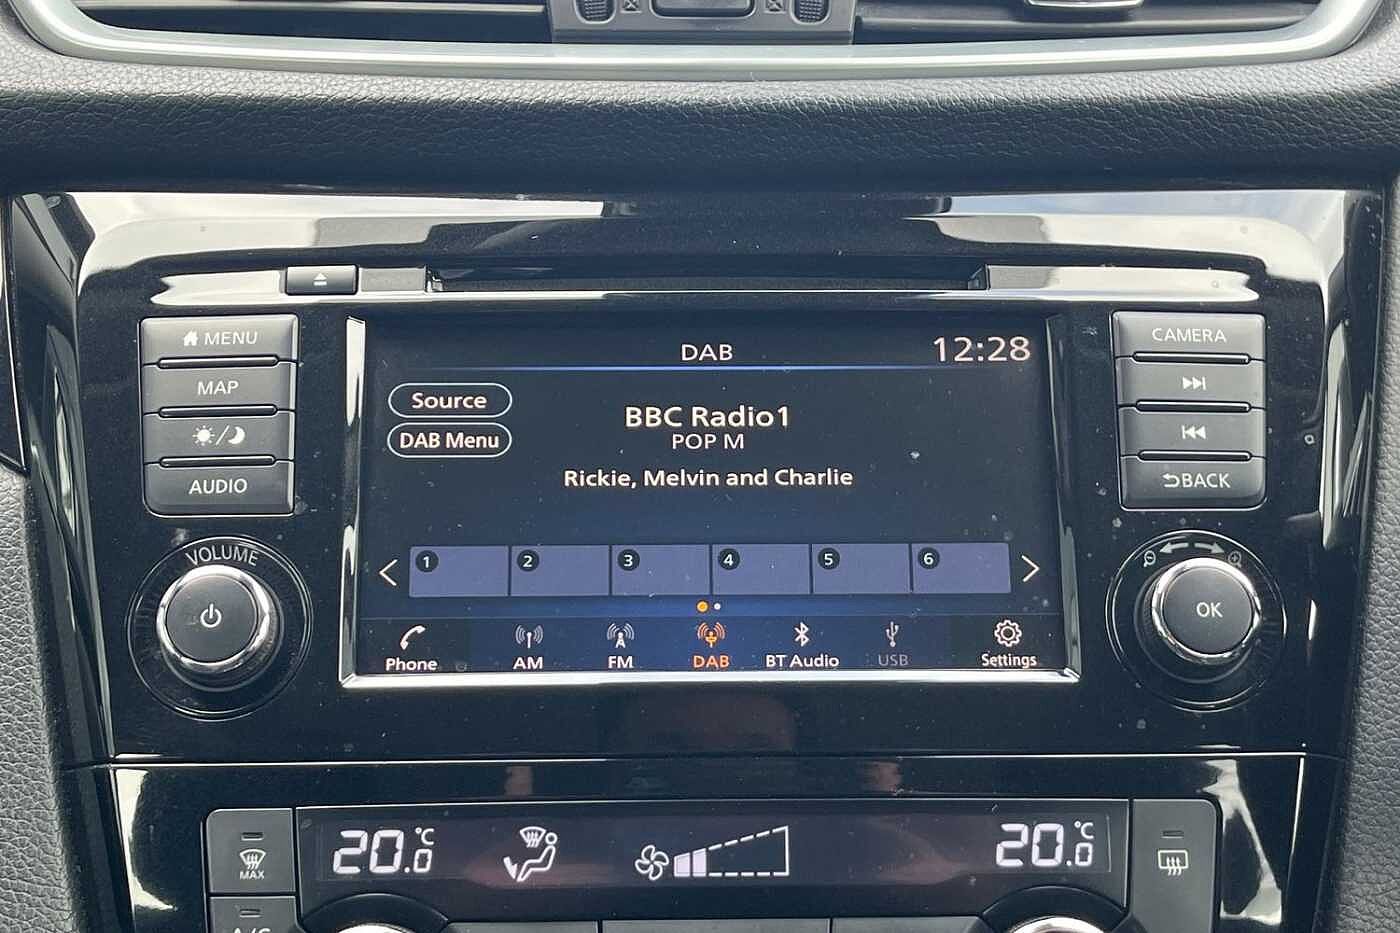 MENU
MAP
AUDIO
VOLUME
DAB
12:28
Source
DAB Menu
BBC Radio1
POP M
Rickie, Melvin and Charlie
1 2 3 4 5 6
Phone AM FM DAB BT Audio USB Settings
CAMERA
BACK
OK
MAX
20.0°C
20.0°C
A/C